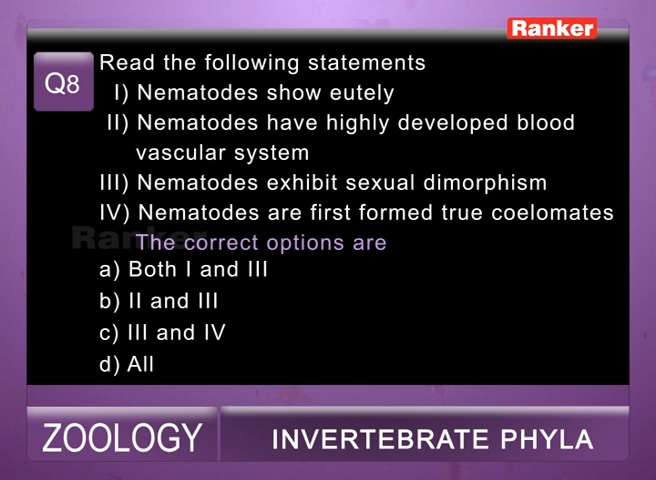 Ranker
Q8
Read the following statements
I) Nematodes show eutely
II) Nematodes have highly developed blood
vascular system
III) Nematodes exhibit sexual dimorphism
IV) Nematodes are first formed true coelomates
Ranker
The correct options are
a) Both I and III
b) II and III
c) III and IV
d) All
ZOOLOGY
INVERTEBRATE PHYLA